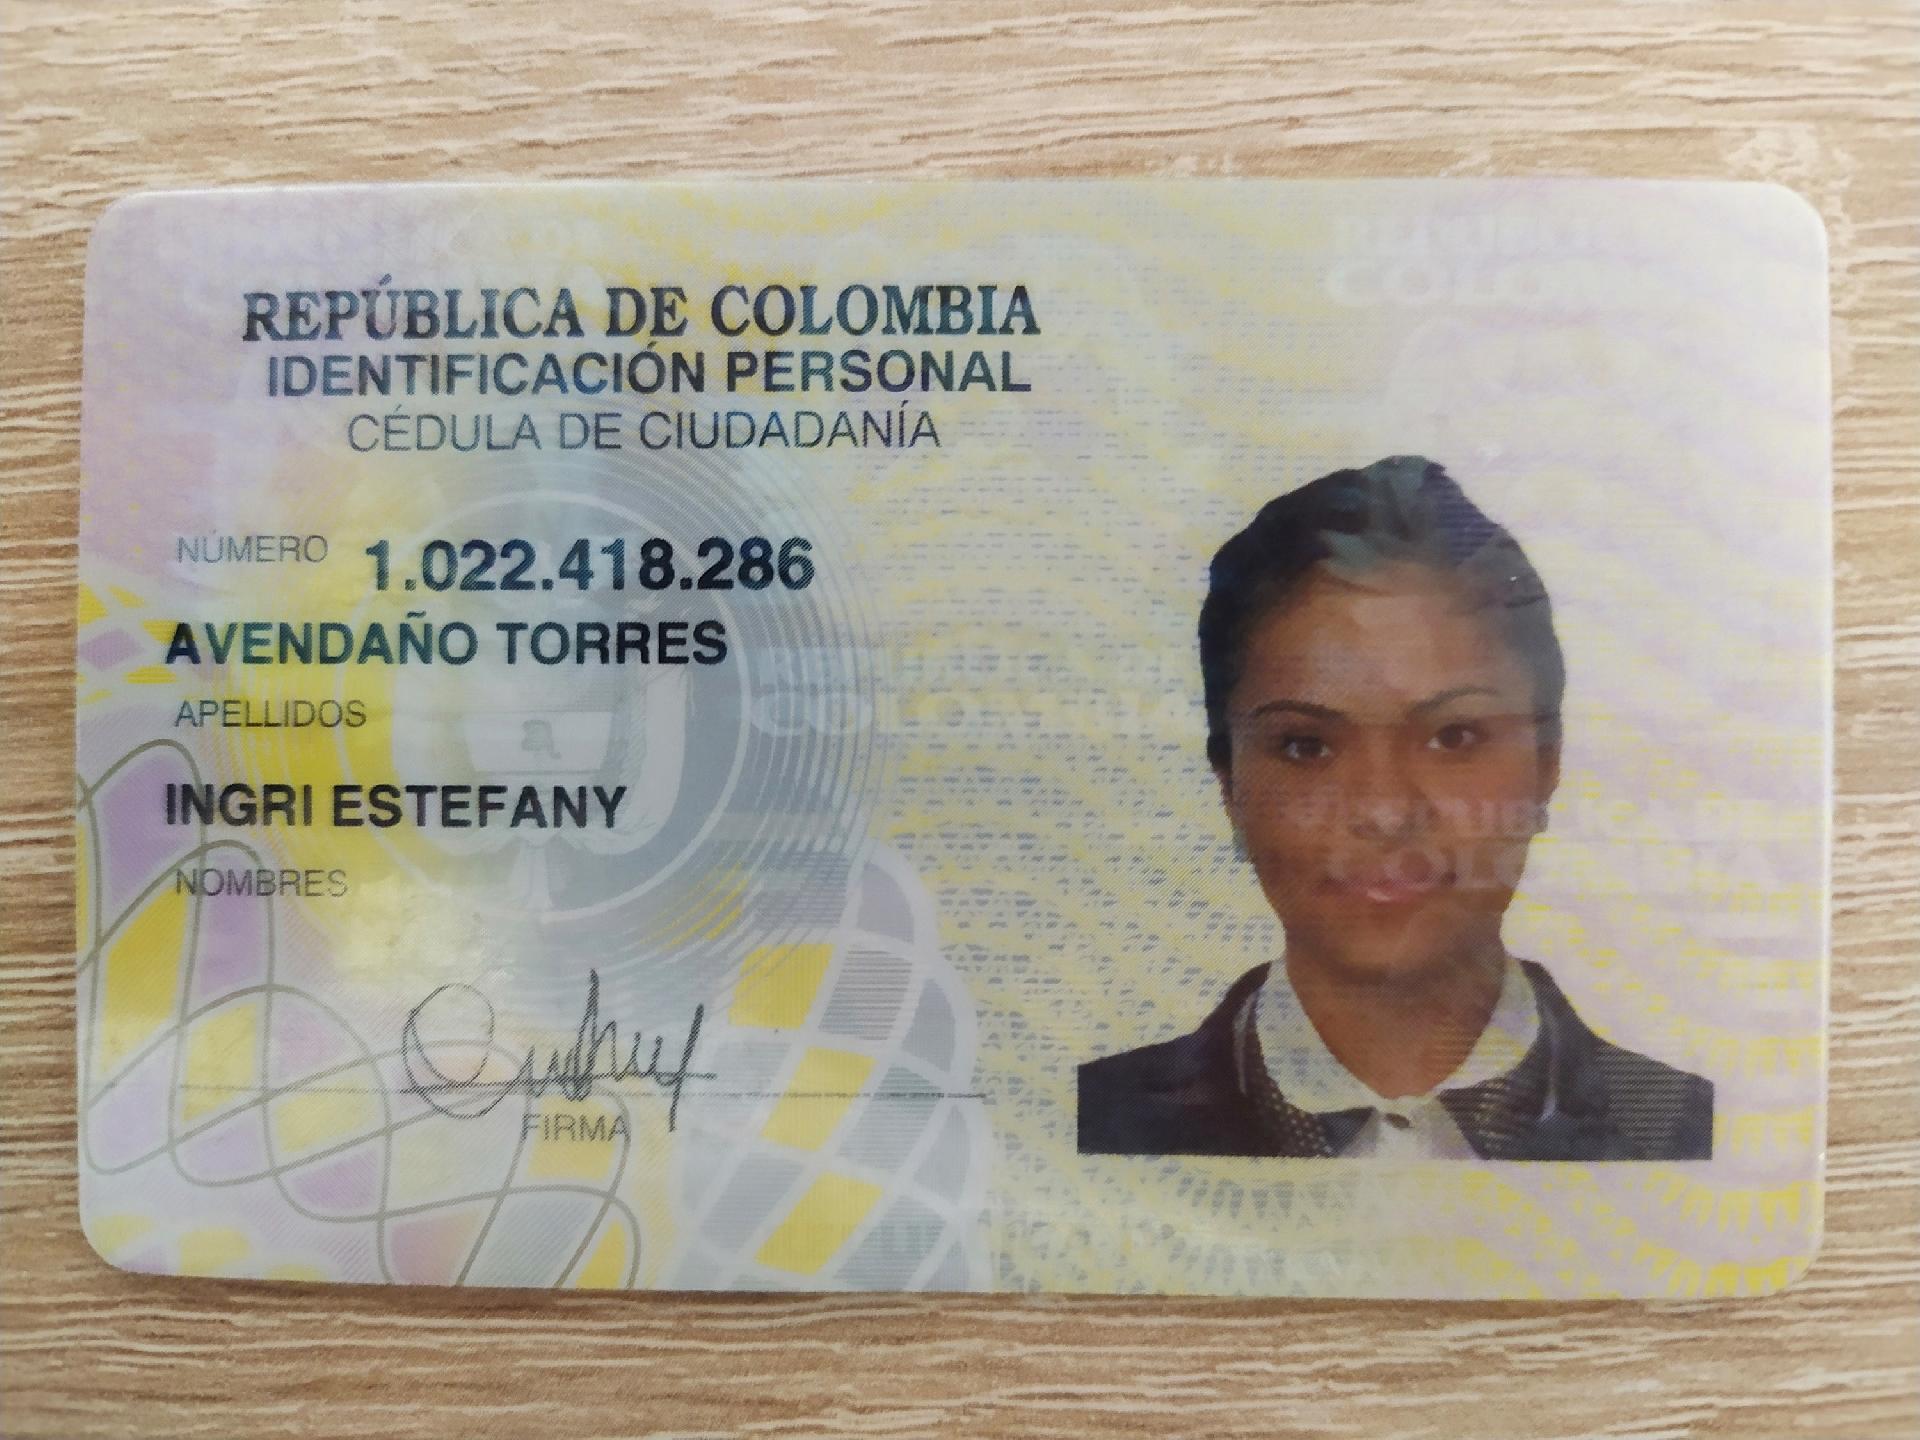 REPÚBLICA DE COLOMBIA
IDENTIFICACIÓN PERSONAL
CÉDULA DE CIUDADANÍA
NÚMERO 1.022.418.286
AVENDAÑO TORRES
APELLIDOS
INGRI ESTEFANY
NOMBRES
FIRMA